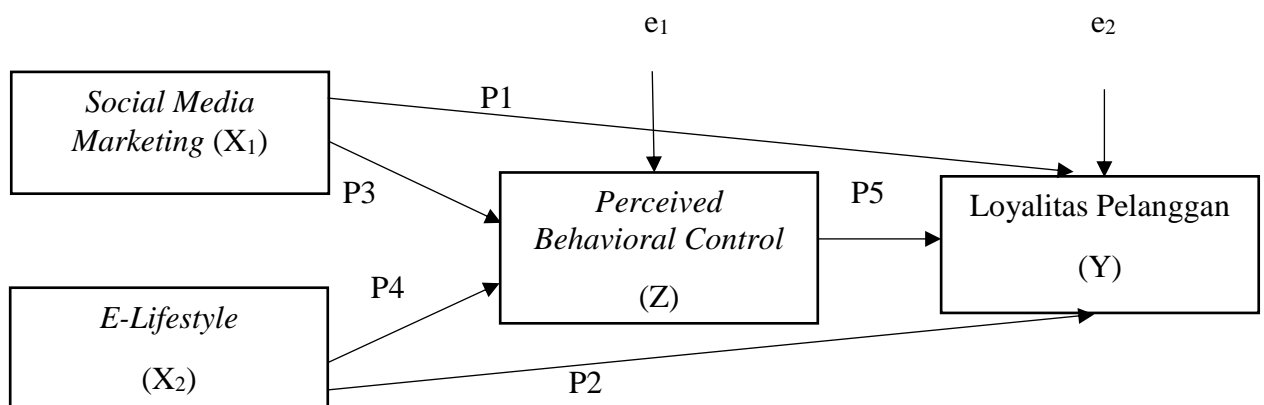 e₁
e₂
Social Media
Marketing (X₁)
P1
P3
Perceived
Behavioral Control
(Z)
P5
Loyalitas Pelanggan
(Y)
P4
E-Lifestyle
(X₂)
P2